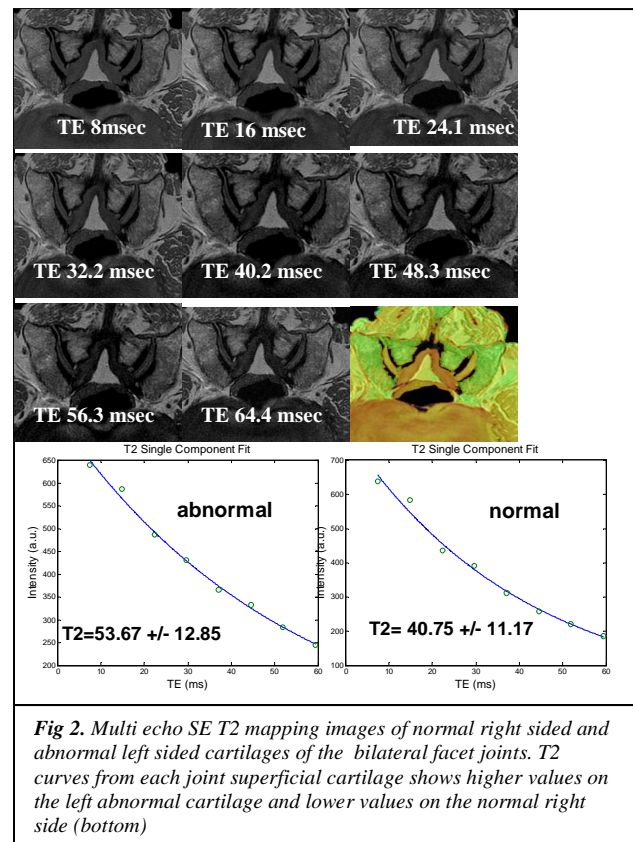 TE 8msec
TE 16 msec
TE 24.1 msec
TE 32.2 msec
TE 40.2 msec
TE 48.3 msec
TE 56.3 msec
TE 64.4 msec
T2 Single Component Fit
650
600
550
500
450
400
350
300
250
200
Intensity (a.u.)
abnormal
T2=53.67 +/- 12.85
0 10 20 30 40 50 60
TE (ms)
T2 Single Component Fit
700
600
500
400
300
200
100
Intensity (a.u.)
normal
T2= 40.75 +/- 11.17
0 10 20 30 40 50 60
TE (ms)
Fig 2. Multi echo SE T2 mapping images of normal right sided and
abnormal left sided cartilages of the bilateral facet joints. T2
curves from each joint superficial cartilage shows higher values on
the left abnormal cartilage and lower values on the normal right
side (bottom)